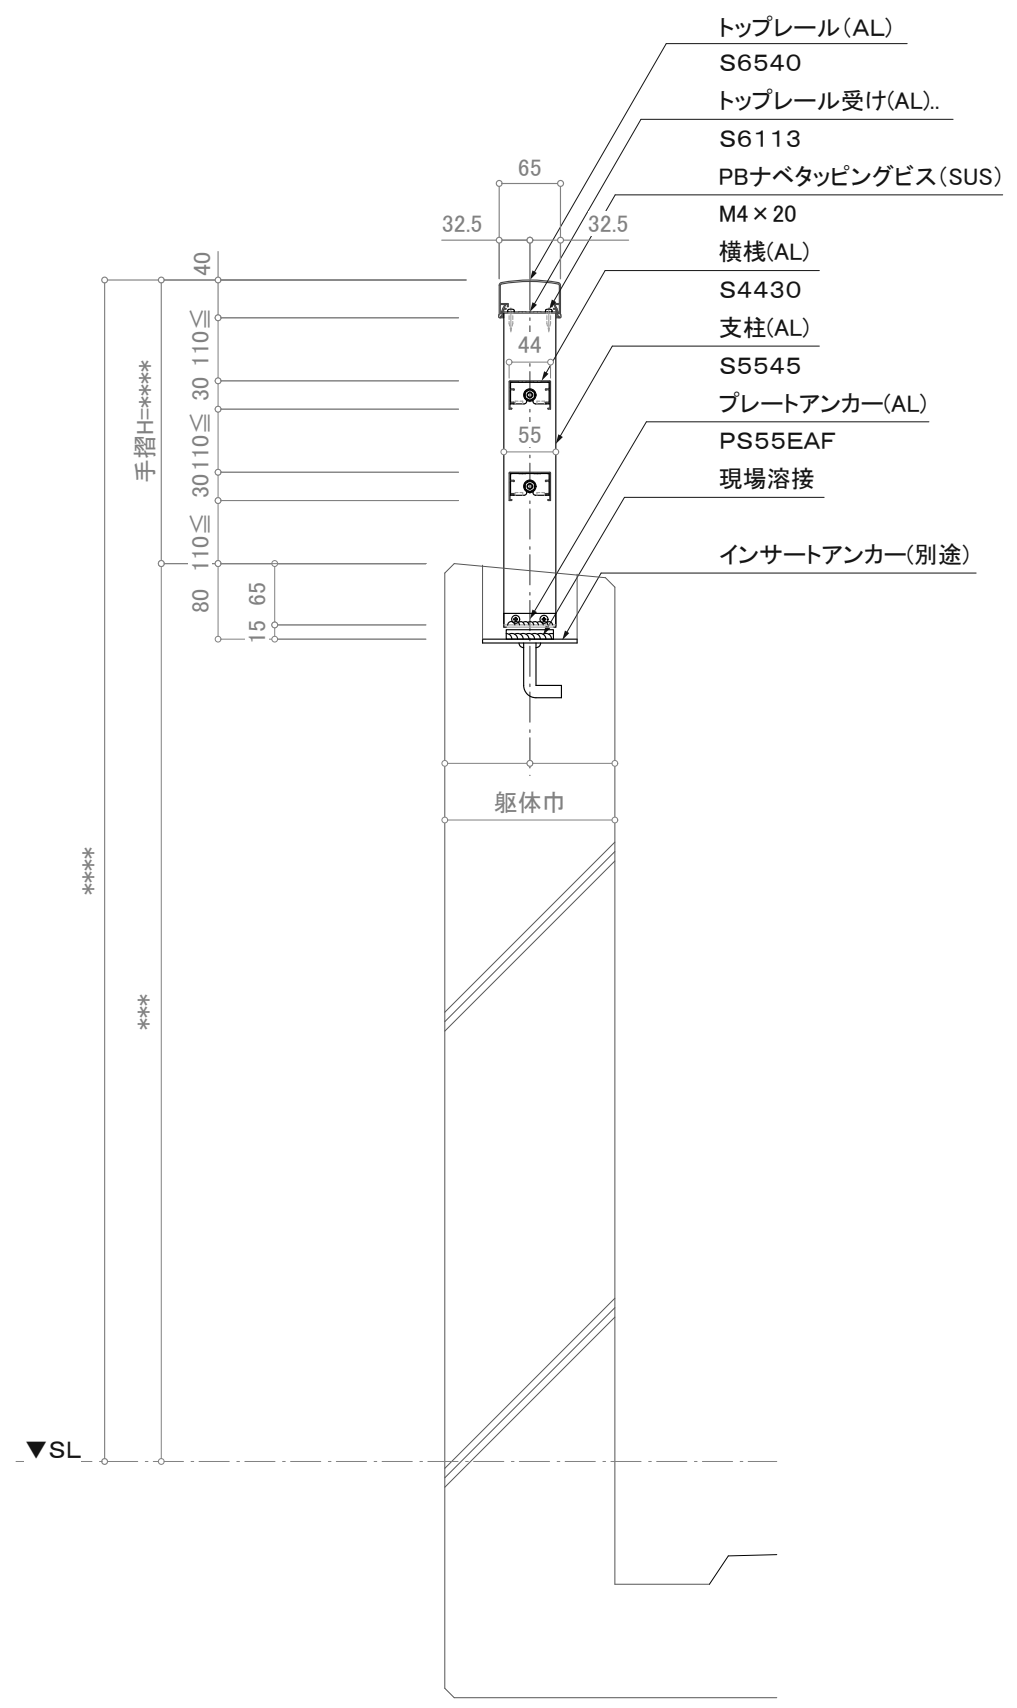 トップレール(AL)
S6540
トップレール受け(AL)..
S6113
PBナベタッピングビス(SUS)
M4×20
横桟(AL)
S4430
支柱(AL)
S5545
プレートアンカー(AL)
PS55EAF
現場溶接
インサートアンカー(別途)
65
32.5
32.5
44
55
40
110≦
30
110≦
30
110≦
80
65
15
手摺H=****
****
***
躯体巾
▼SL